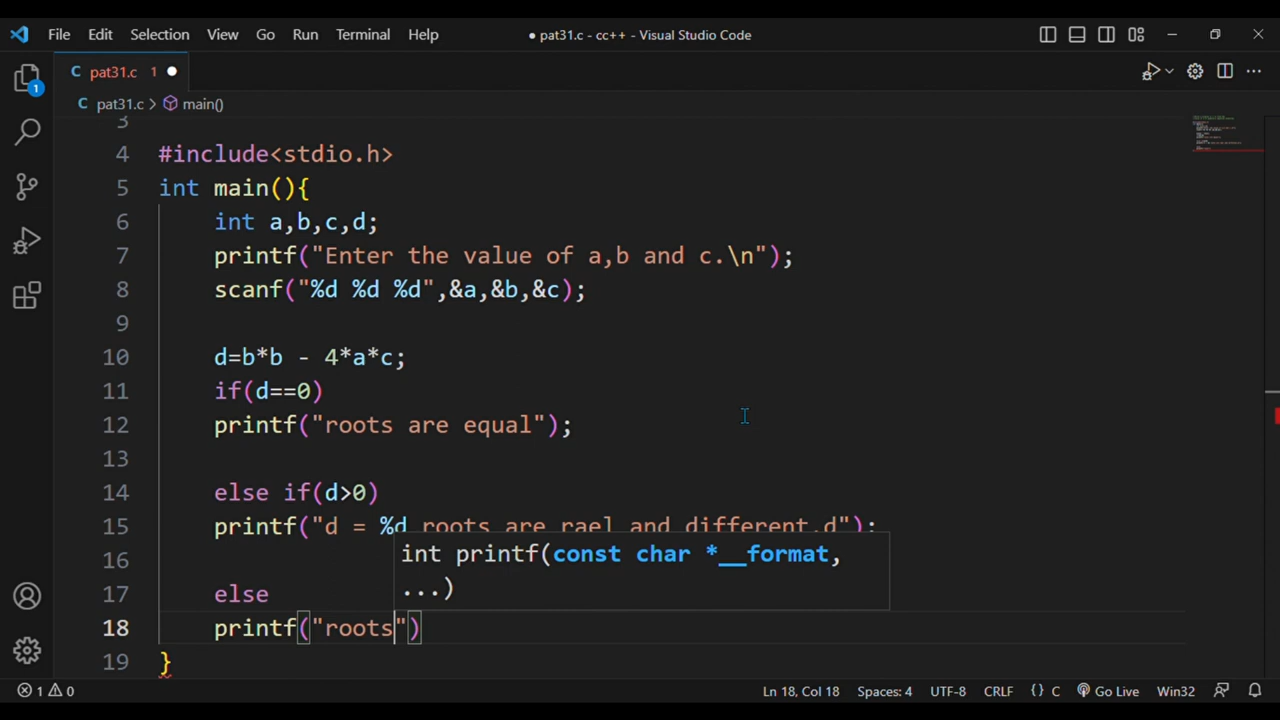 File Edit Selection View Go Run Terminal Help
● pat31.c - cc++ - Visual Studio Code
1
C pat31.c 1 ●
C pat31.c > main()
3
4 #include<stdio.h>
5 int main(){
6 int a,b,c,d;
7 printf("Enter the value of a,b and c.\n");
8 scanf("%d %d %d",&a,&b,&c);
9
10 d=b*b - 4*a*c;
11 if(d==0)
12 printf("roots are equal");
13
14 else if(d>0)
15 printf("d = %d roots are rael and different,d");
16
int printf(const char *__format,
...)
17 else
18 printf("roots")
19 }
1 0 Ln 18, Col 18 Spaces: 4 UTF-8 CRLF {} C Go Live Win32